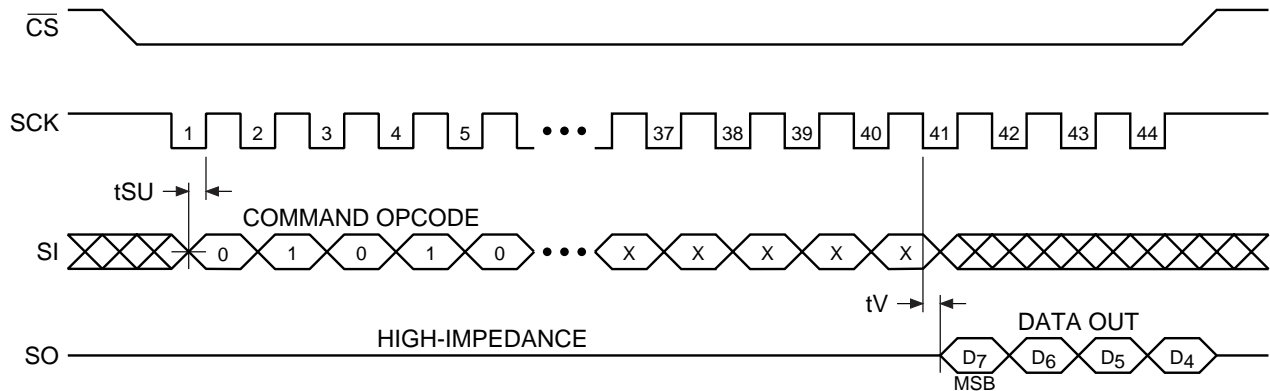 CS
SCK 1 2 3 4 5 ••• 37 38 39 40 41 42 43 44
tSU
COMMAND OPCODE
SI 0 1 0 1 0 ••• X X X X X
tV
HIGH-IMPEDANCE DATA OUT
SO D7 D6 D5 D4
MSB